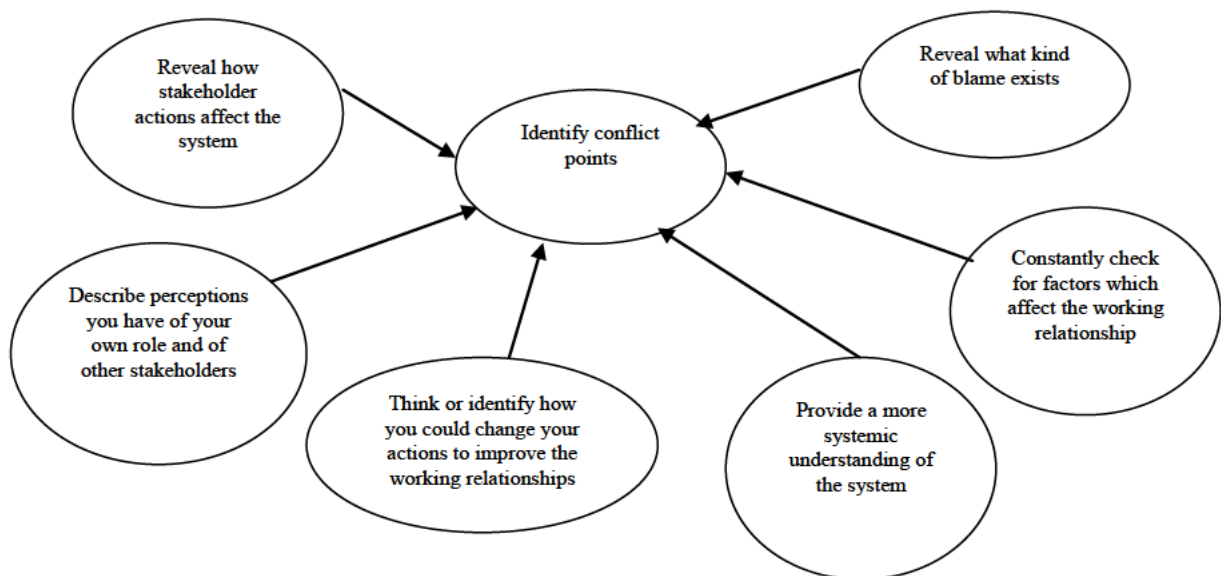 Reveal how
stakeholder
actions affect the
system
Identify conflict
points
Reveal what kind
of blame exists
Describe perceptions
you have of your
own role and of
other stakeholders
Think or identify how
you could change your
actions to improve the
working relationships
Provide a more
systemic
understanding of
the system
Constantly check
for factors which
affect the working
relationship